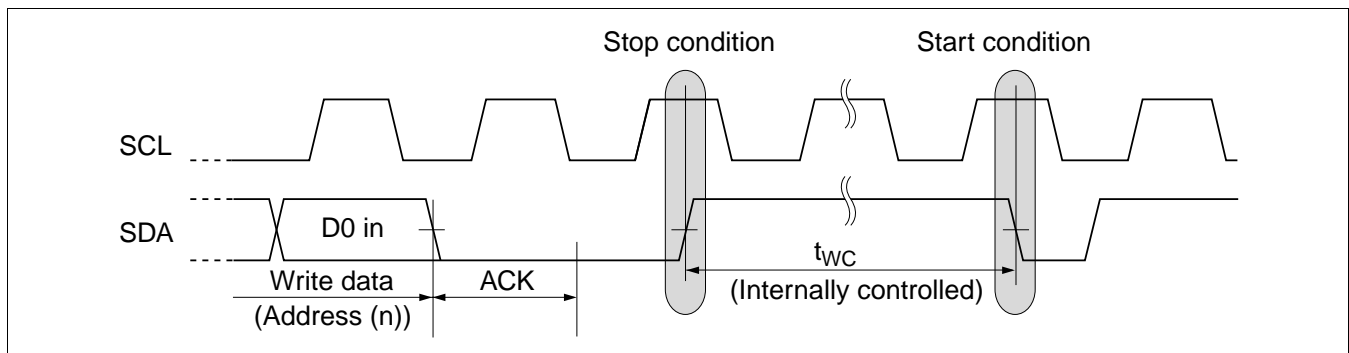 Stop condition
Start condition
SCL
SDA
D0 in
Write data
(Address (n))
ACK
tWC
(Internally controlled)